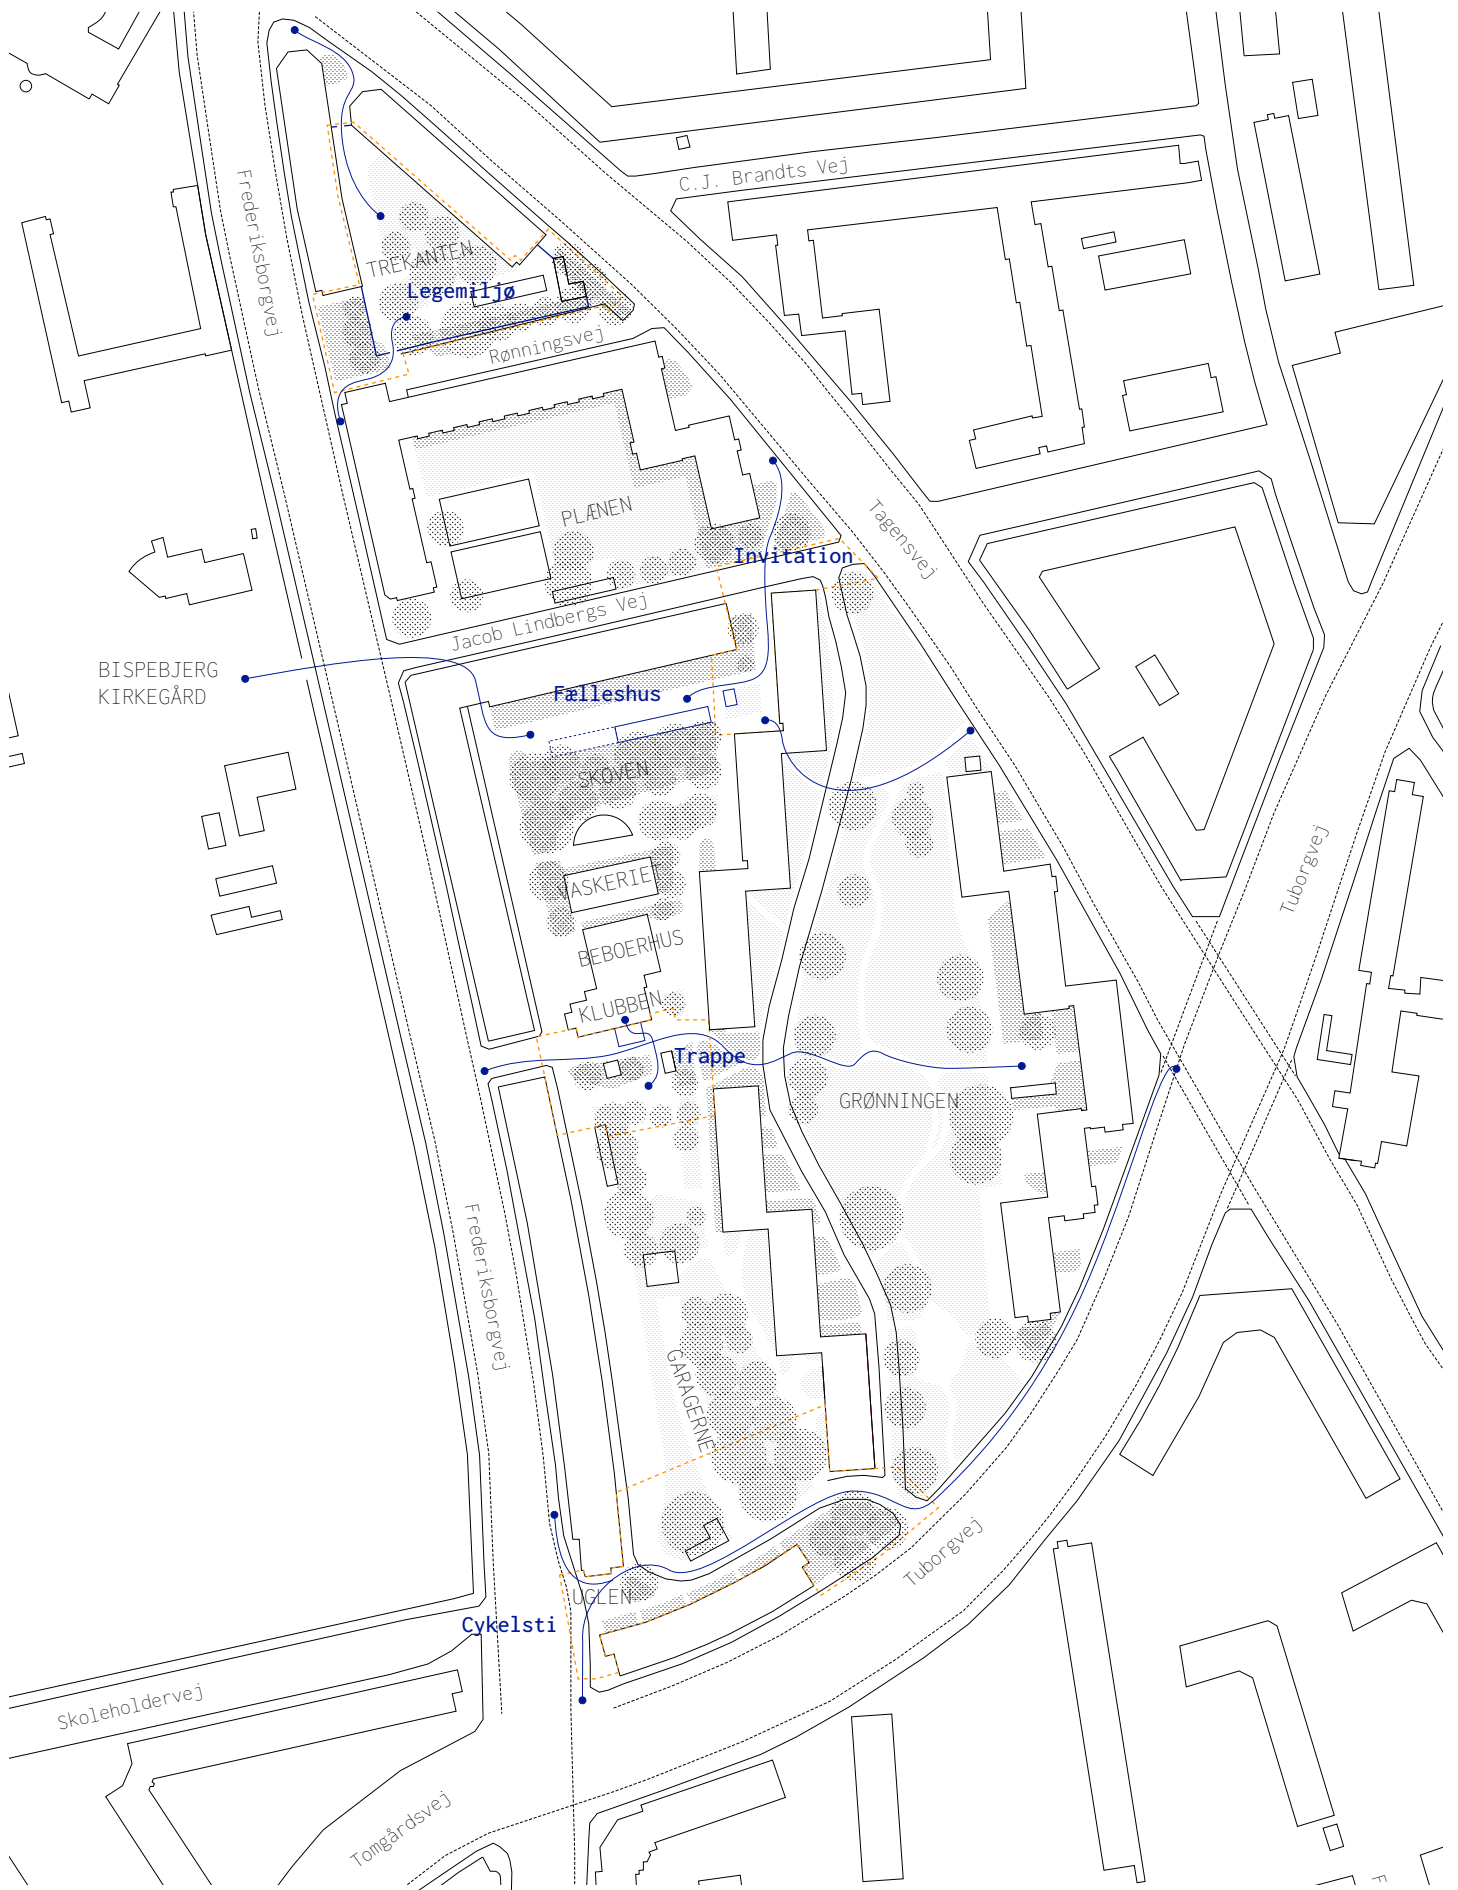 C.J. Brandts Vej
Frederiksborgvej
TREKANTEN
Legemiljø
Rønningsvej
PLÆNEN
Tagensvej
Invitation
Jacob Lindbergs Vej
BISPEBJERG
KIRKEGÅRD
Fælleshus
SKOVEN
Tuborgvej
VASKERIET
BEBOERHUS
KLUBBEN
Trappe
GRØNNINGEN
Frederiksborgvej
GARAGERNE
Tuborgvej
UGLEN
Cykelsti
Skoleholdervej
Tomgårdsvej